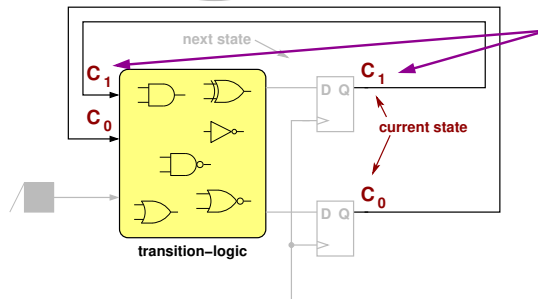 next state
C1
C1
D Q
C0
current state
C0
D Q
transition–logic